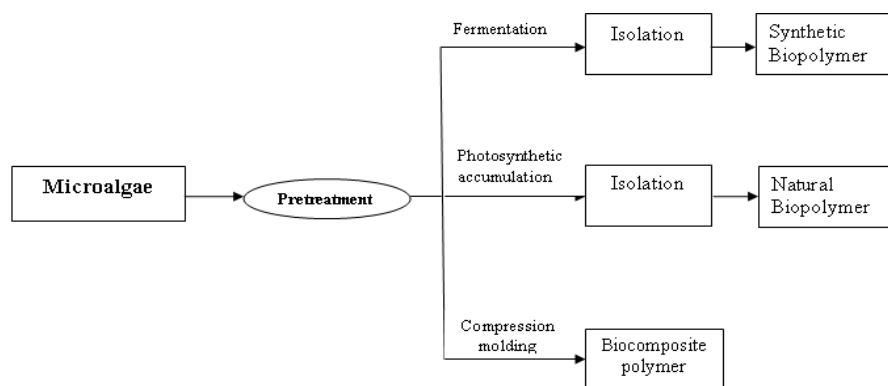 Fermentation
Isolation
Synthetic
Biopolymer
Microalgae
Pretreatment
Photosynthetic
accumulation
Isolation
Natural
Biopolymer
Compression
molding
Biocomposite
polymer